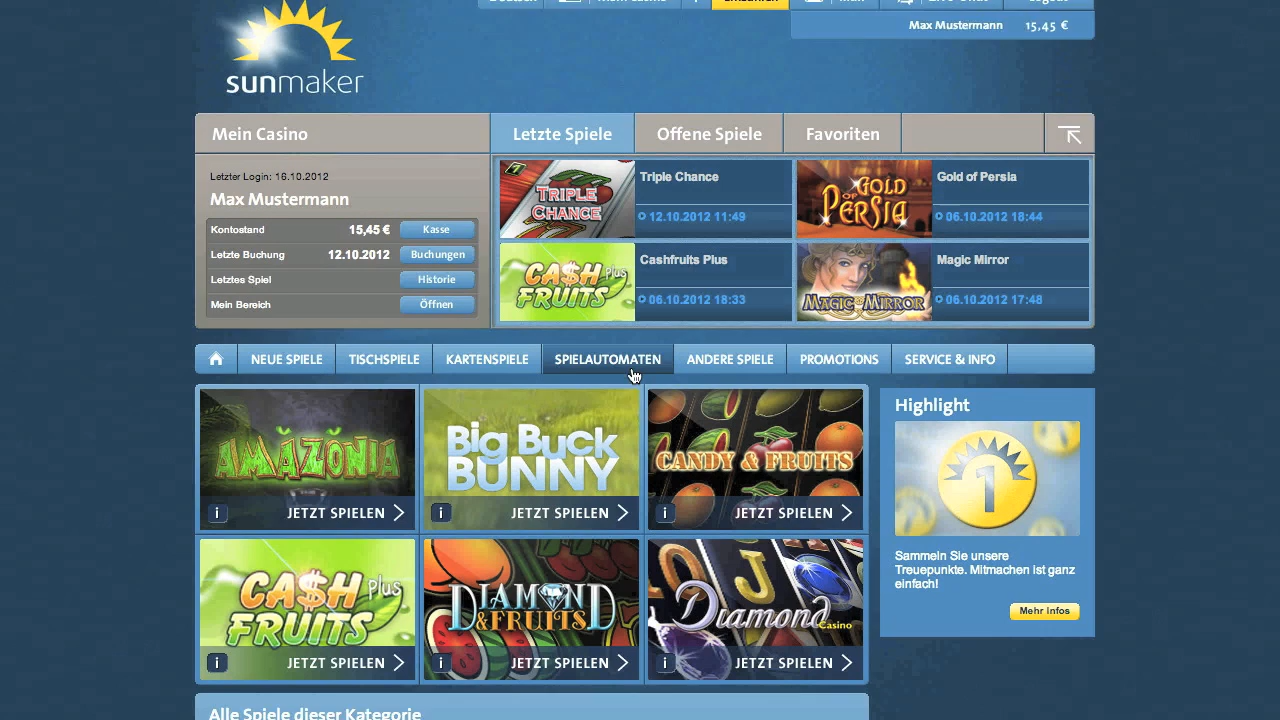 Max Mustermann 15,45 €
sunmaker
Mein Casino
Letzte Spiele
Offene Spiele
Favoriten
Letzter Login: 16.10.2012
Max Mustermann
Kontostand 15,45 € Kasse
Letzte Buchung 12.10.2012 Buchungen
Letztes Spiel Historie
Mein Bereich Öffnen
TRIPLE
CHANCE
Triple Chance
12.10.2012 11:49
GOLD
OF
PERSIA
Gold of Persia
06.10.2012 18:44
CA$H plus
FRUITS
Cashfruits Plus
06.10.2012 18:33
MAGIC MIRROR
Magic Mirror
06.10.2012 17:48
NEUE SPIELE
TISCHSPIELE
KARTENSPIELE
SPIELAUTOMATEN
ANDERE SPIELE
PROMOTIONS
SERVICE & INFO
AMAZONIA
i JETZT SPIELEN
Big Buck
BUNNY
i JETZT SPIELEN
CANDY & FRUITS
i JETZT SPIELEN
CA$H plus
FRUITS
i JETZT SPIELEN
DIAMOND
&FRUITS
i JETZT SPIELEN
J
Diamond
Casino
i JETZT SPIELEN
Highlight
1
Sammeln Sie unsere
Treuepunkte. Mitmachen ist ganz
einfach!
Mehr Infos
Alle Spiele dieser Kategorie